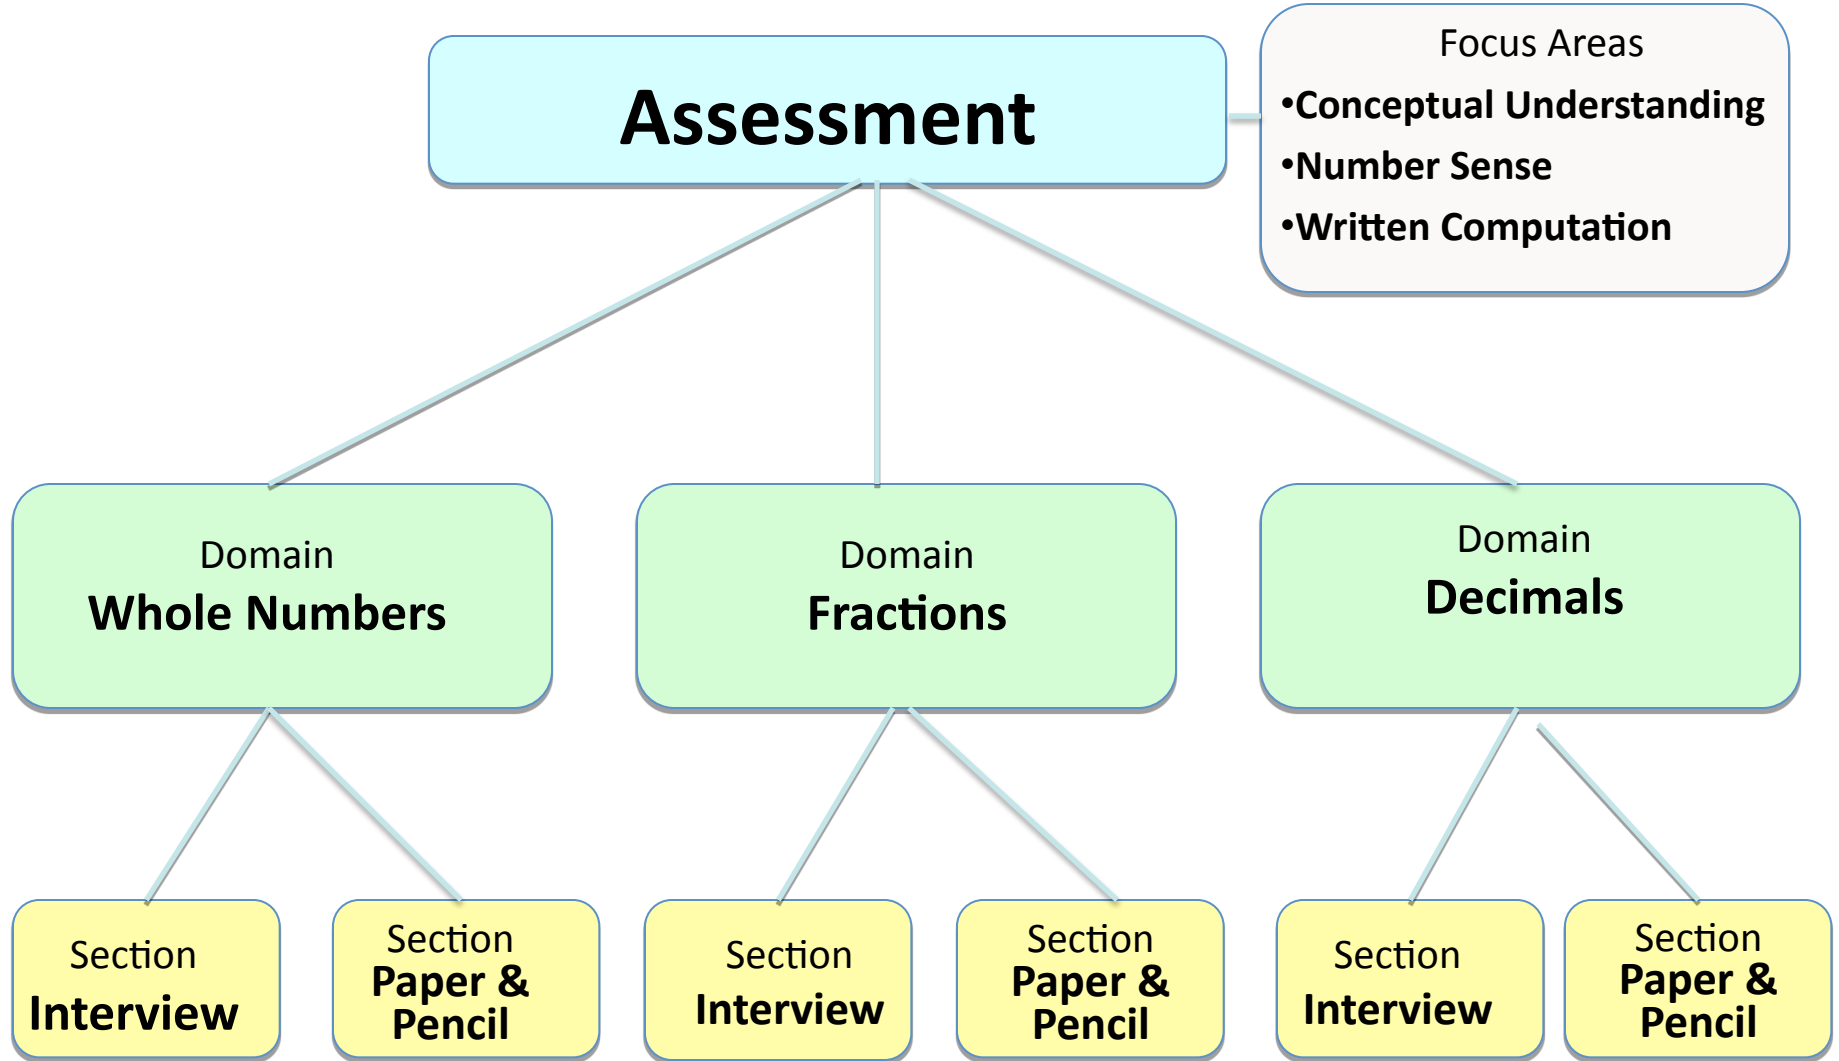 Assessment
Focus Areas
•Conceptual Understanding
•Number Sense
•Written Computation
Domain
Whole Numbers
Domain
Fractions
Domain
Decimals
Section
Interview
Section
Paper &
Pencil
Section
Interview
Section
Paper &
Pencil
Section
Interview
Section
Paper &
Pencil